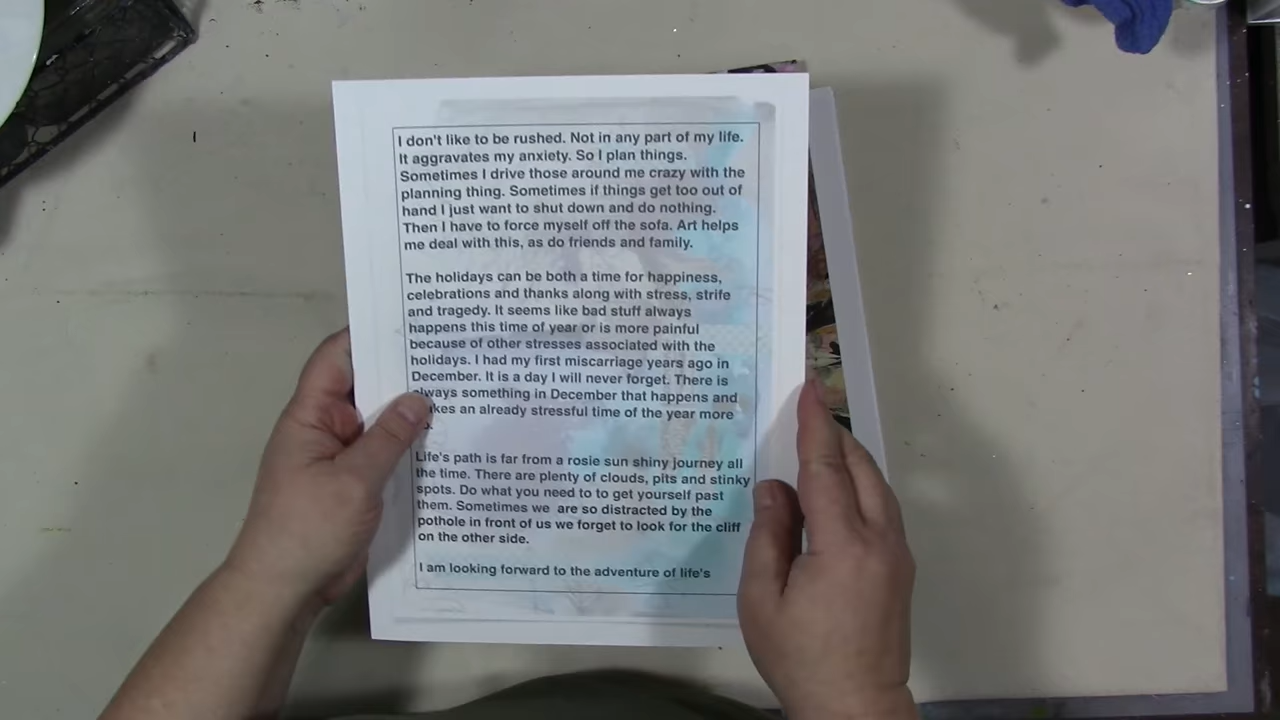 I don't like to be rushed. Not in any part of my life.
It aggravates my anxiety. So I plan things.
Sometimes I drive those around me crazy with the
planning thing. Sometimes if things get too out of
hand I just want to shut down and do nothing.
Then I have to force myself off the sofa. Art helps
me deal with this, as do friends and family.
The holidays can be both a time for happiness,
celebrations and thanks along with stress, strife
and tragedy. It seems like bad stuff always
happens this time of year or is more painful
because of other stresses associated with the
holidays. I had my first miscarriage years ago in
December. It is a day I will never forget. There is
always something in December that happens and
an already stressful time of the year more
Life's path is far from a rosie sun shiny journey all
the time. There are plenty of clouds, pits and stinky
spots. Do what you need to to get yourself past
them. Sometimes we are so distracted by the
pothole in front of us we forget to look for the cliff
on the other side.
I am looking forward to the adventure of life's